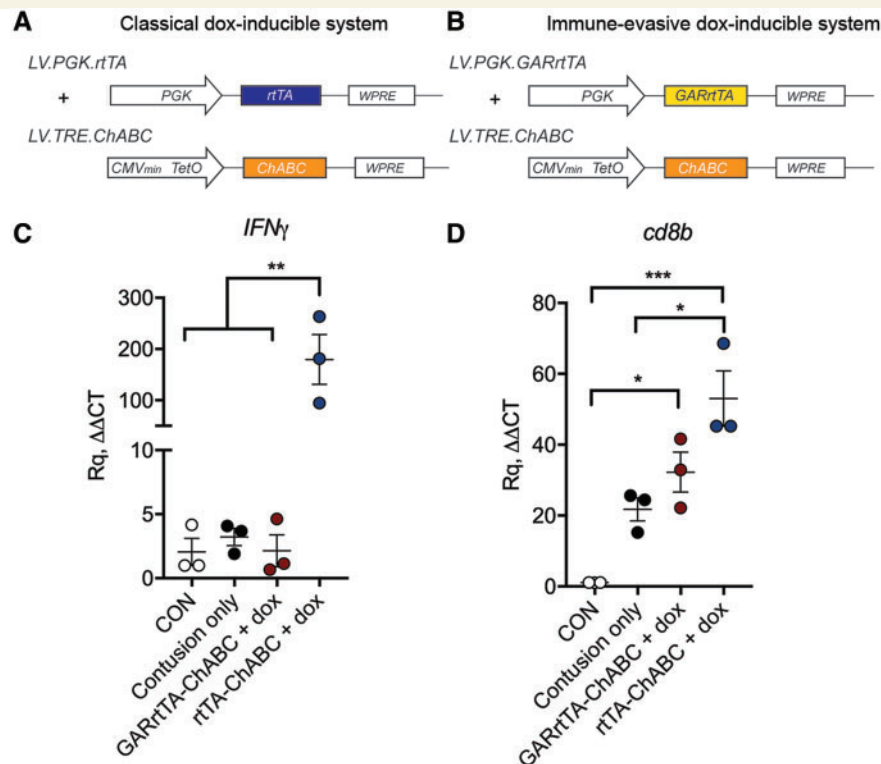 A Classical dox-inducible system
LV.PGK.rtTA
+ PGK rtTA WPRE
LV.TRE.ChABC
CMVmin TetO ChABC WPRE
B Immune-evasive dox-inducible system
LV.PGK.GARrtTA
+ PGK GARrtTA WPRE
LV.TRE.ChABC
CMVmin TetO ChABC WPRE
C IFNγ
**
Rq, ΔΔCT
300
200
100
10
5
0
CON
Contusion only
GARrtTA-ChABC + dox
rtTA-ChABC + dox
D cd8b
***
*
*
Rq, ΔΔCT
80
60
40
20
0
CON
Contusion only
GARrtTA-ChABC + dox
rtTA-ChABC + dox